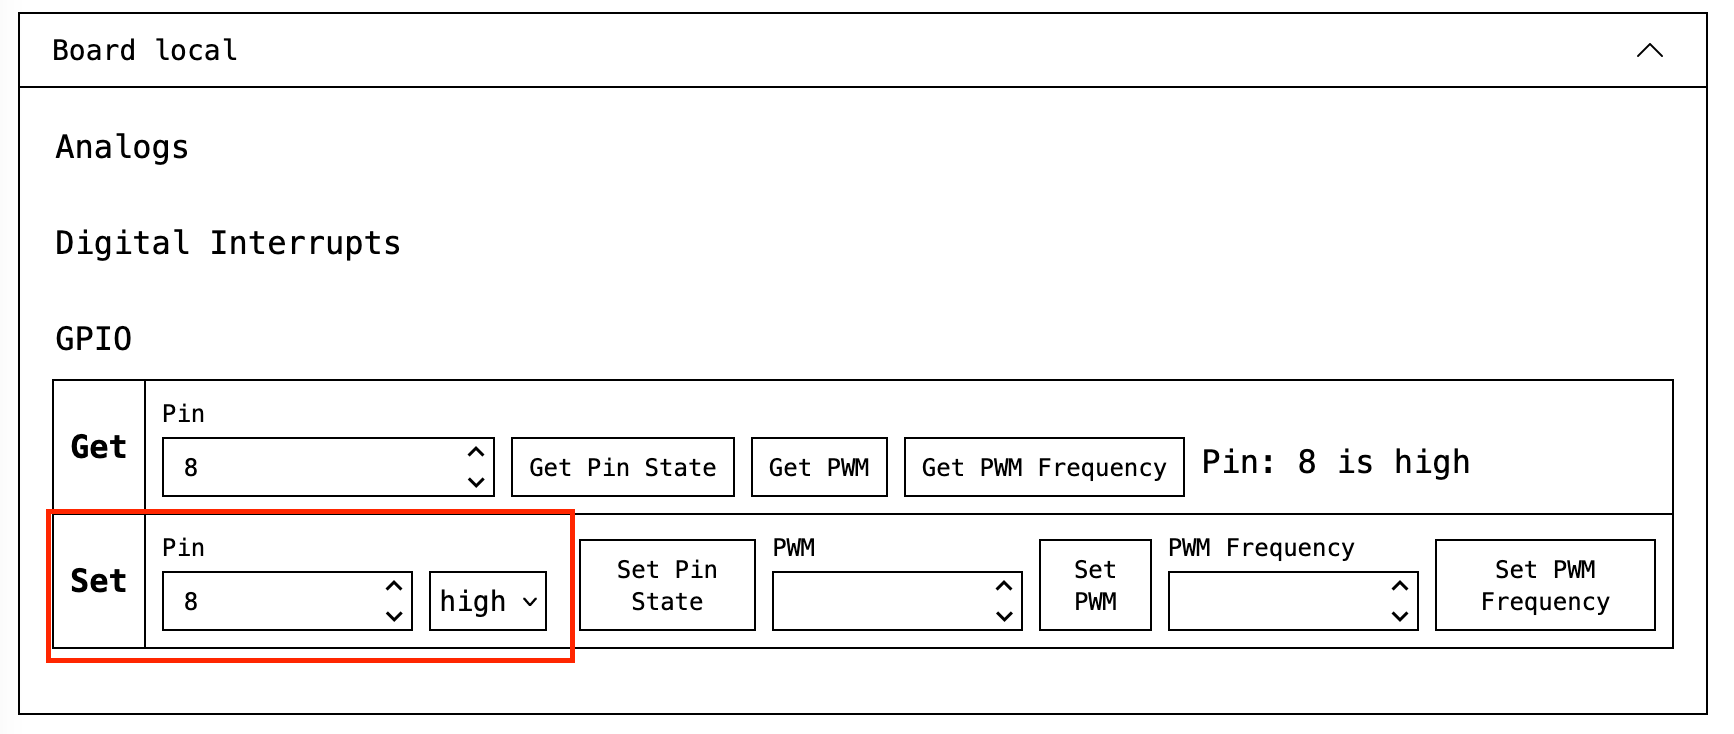 Board local
Analogs
Digital Interrupts
GPIO
Get
Pin
8
Get Pin State
Get PWM
Get PWM Frequency
Pin: 8 is high
Set
Pin
8
high
Set Pin
State
PWM
Set
PWM
PWM Frequency
Set PWM
Frequency